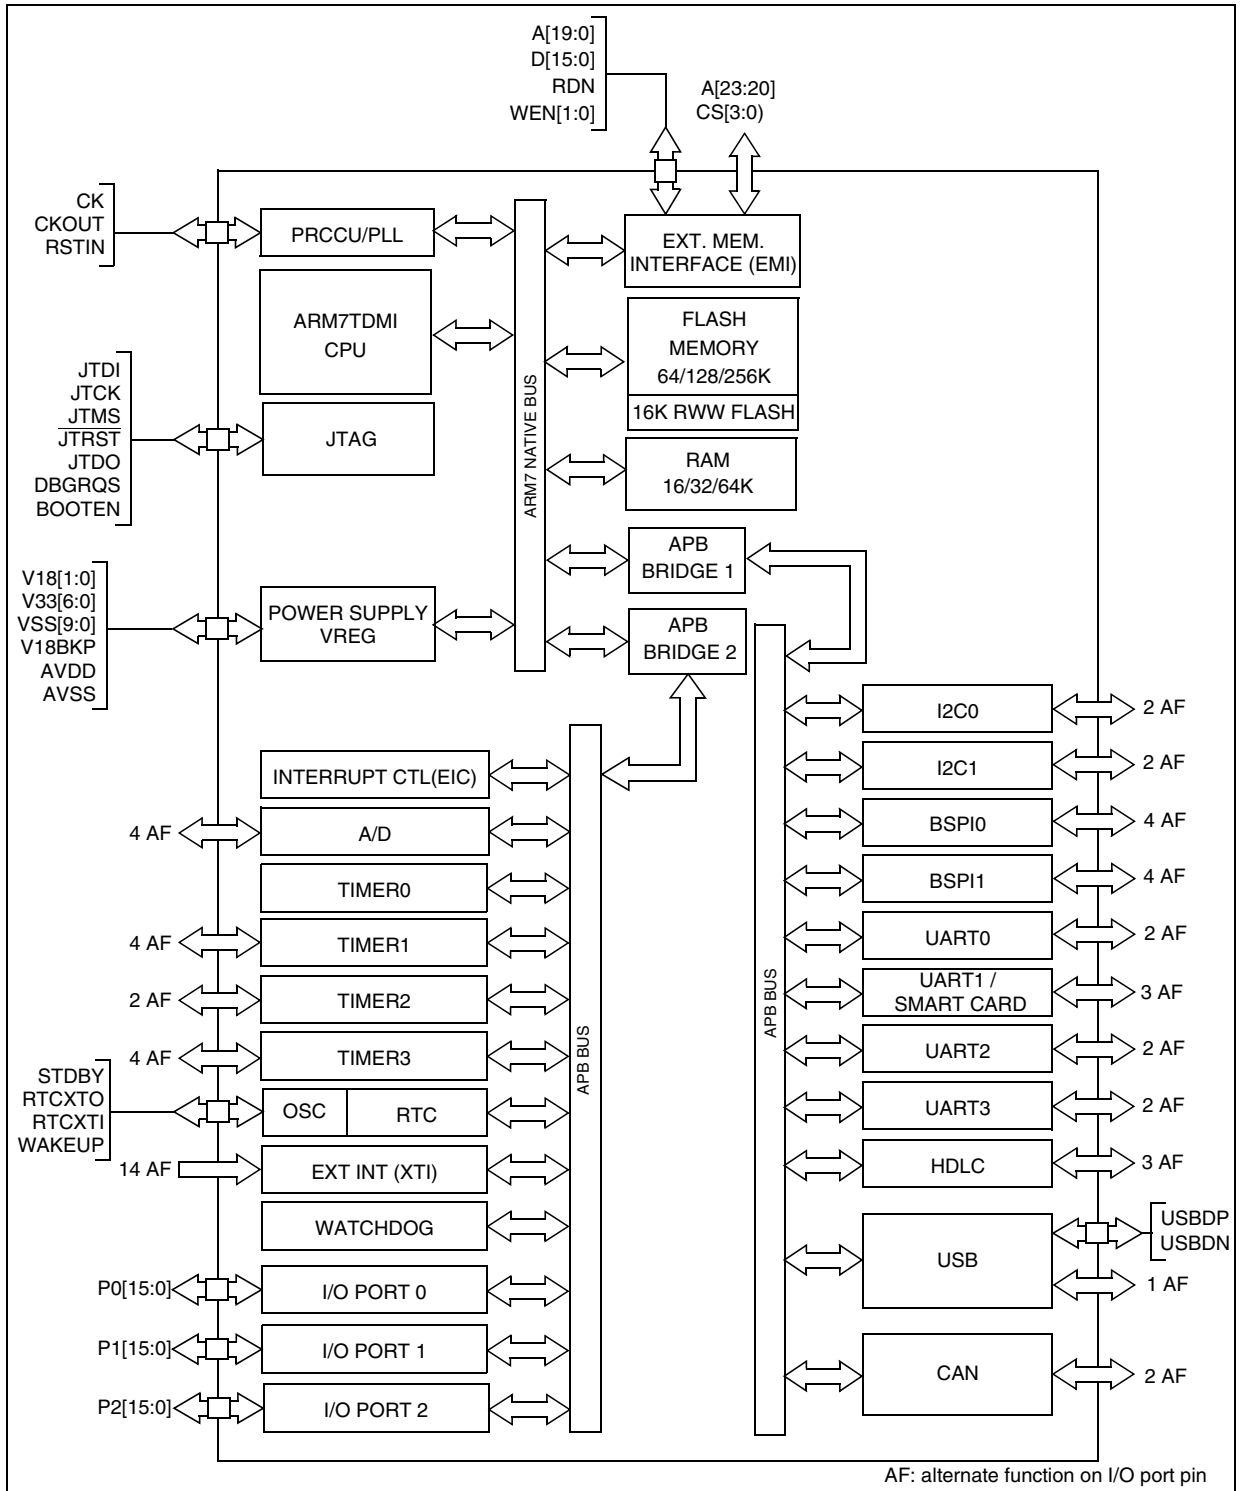 A[19:0]
D[15:0]
RDN
WEN[1:0]
A[23:20]
CS[3:0)
CK
CKOUT
RSTIN
PRCCU/PLL
EXT. MEM.
INTERFACE (EMI)
ARM7TDMI
CPU
FLASH
MEMORY
64/128/256K
16K RWW FLASH
JTDI
JTCK
JTMS
JTRST
JTDO
DBGRQS
BOOTEN
JTAG
ARM7 NATIVE BUS
RAM
16/32/64K
APB
BRIDGE 1
V18[1:0]
V33[6:0]
VSS[9:0]
V18BKP
AVDD
AVSS
POWER SUPPLY
VREG
APB
BRIDGE 2
INTERRUPT CTL(EIC)
4 AF
A/D
TIMER0
4 AF
TIMER1
2 AF
TIMER2
4 AF
TIMER3
STDBY
RTCXTO
RTCXTI
WAKEUP
OSC
RTC
14 AF
EXT INT (XTI)
WATCHDOG
P0[15:0]
I/O PORT 0
P1[15:0]
I/O PORT 1
P2[15:0]
I/O PORT 2
APB BUS
APB BUS
I2C0
2 AF
I2C1
2 AF
BSPI0
4 AF
BSPI1
4 AF
UART0
2 AF
UART1 /
SMART CARD
3 AF
UART2
2 AF
UART3
2 AF
HDLC
3 AF
USB
USBDP
USBDN
1 AF
CAN
2 AF
AF: alternate function on I/O port pin